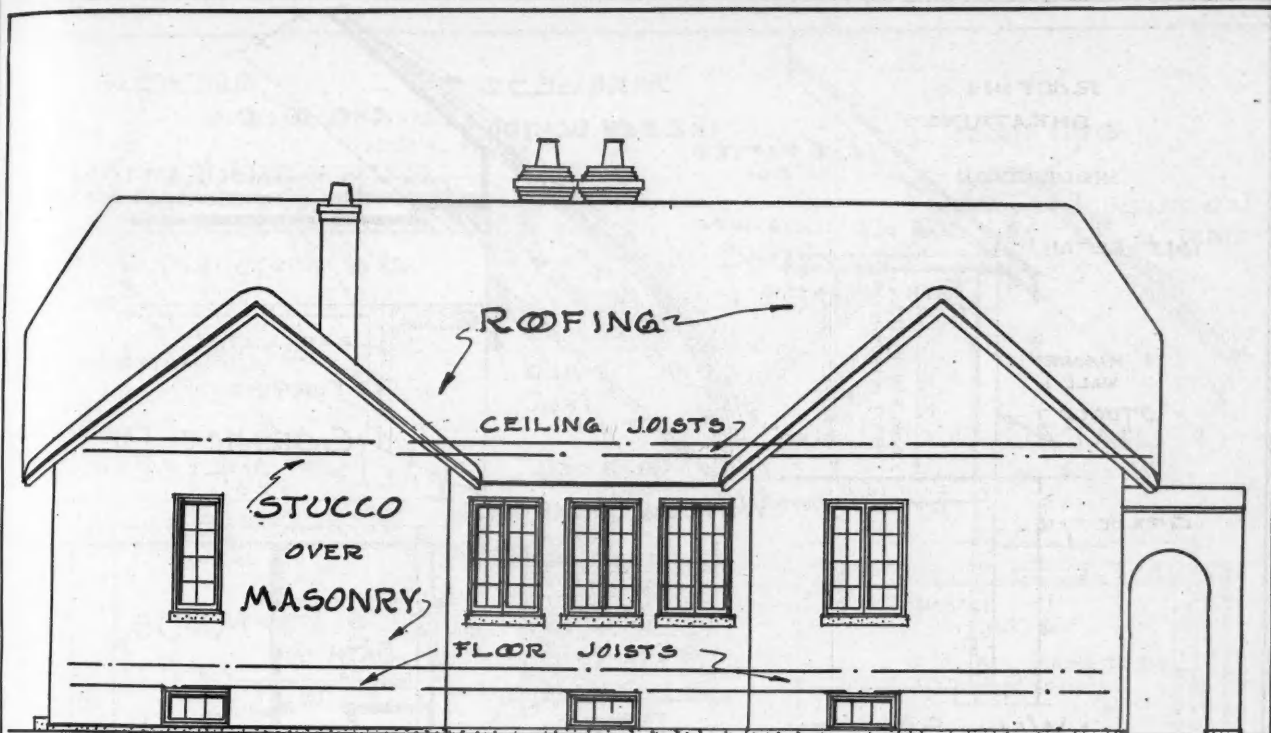 ROOFING
CEILING JOISTS
STUCCO
OVER
MASONRY
FLOOR JOISTS